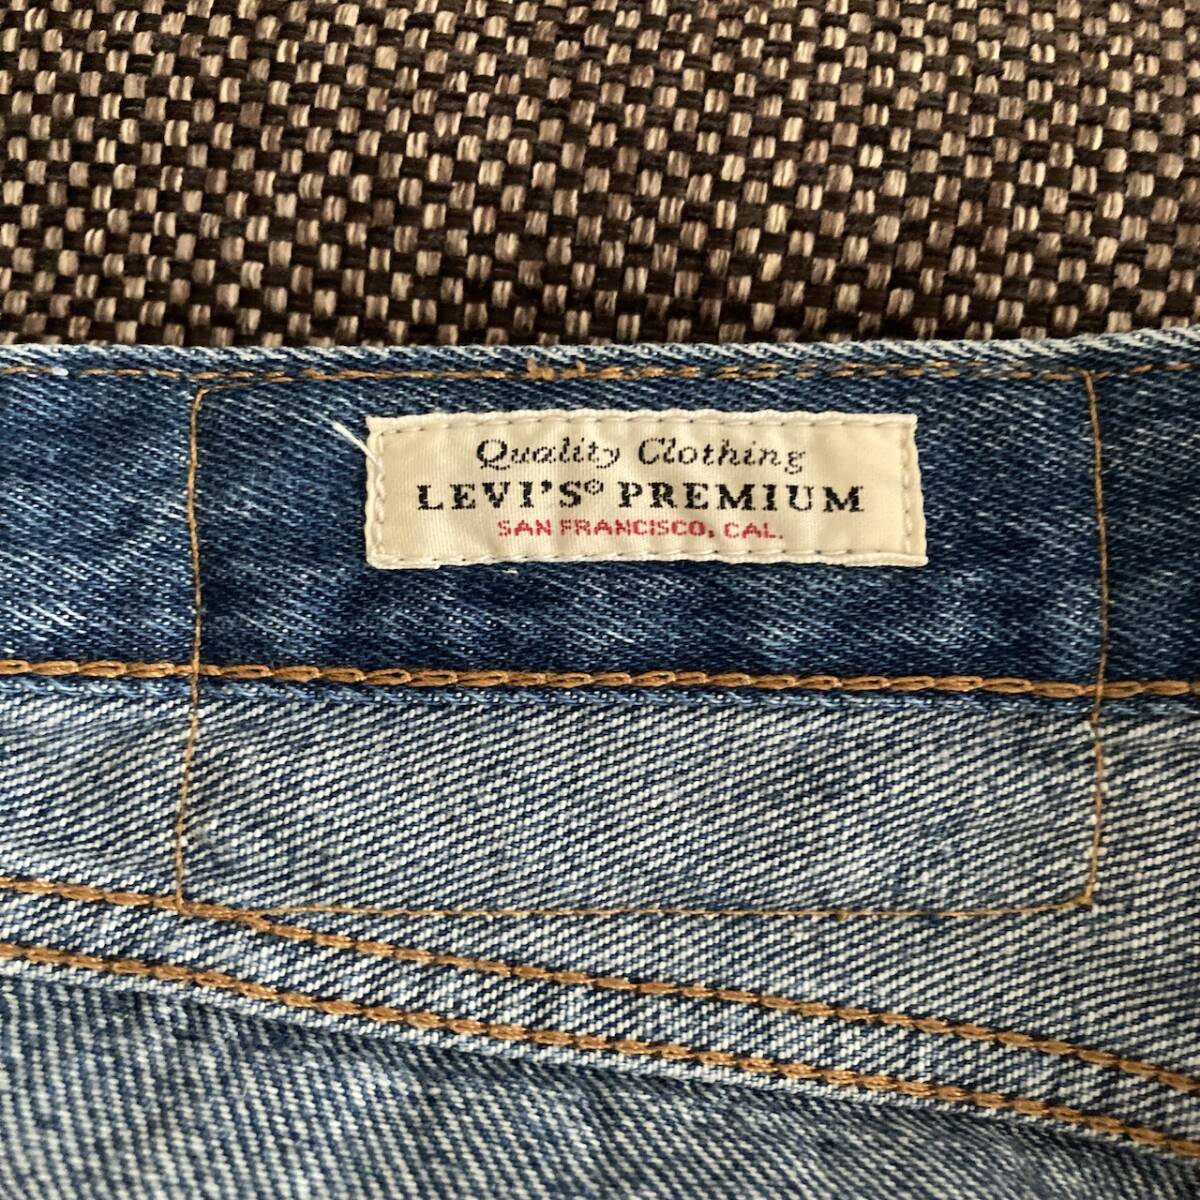 Quality Clothing
LEVI'S® PREMIUM
SAN FRANCISCO, CAL.